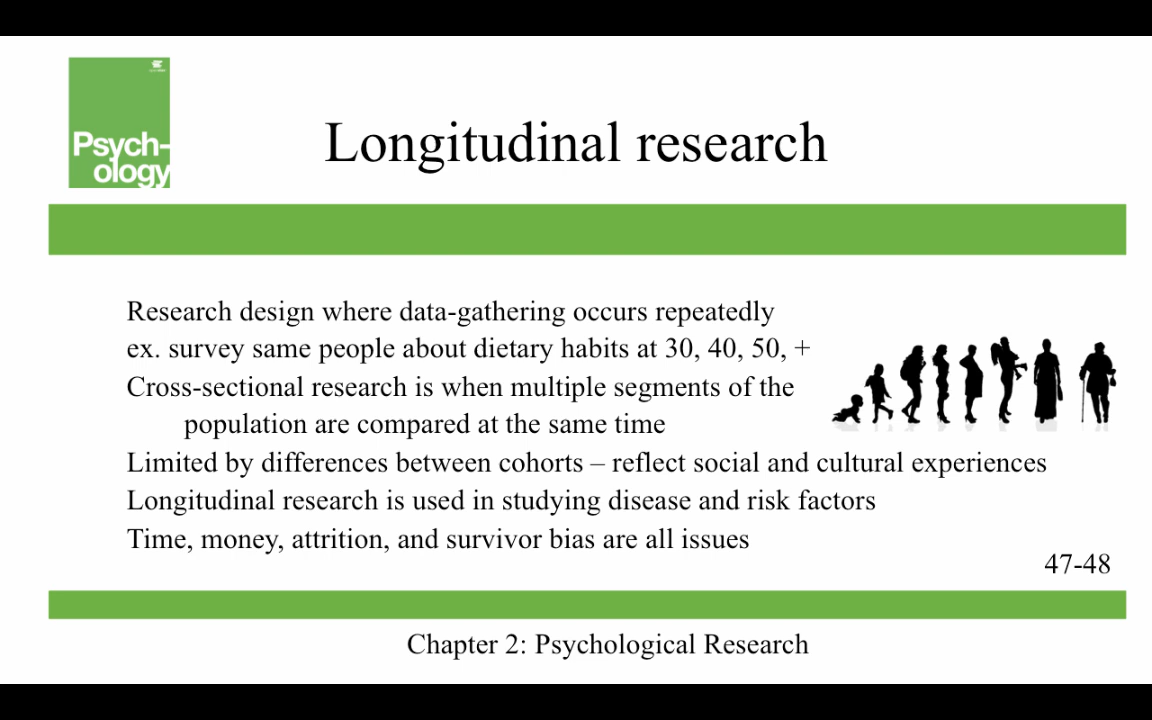 Psych-
ology
Longitudinal research
Research design where data-gathering occurs repeatedly
ex. survey same people about dietary habits at 30, 40, 50, +
Cross-sectional research is when multiple segments of the
population are compared at the same time
Limited by differences between cohorts – reflect social and cultural experiences
Longitudinal research is used in studying disease and risk factors
Time, money, attrition, and survivor bias are all issues
47-48
Chapter 2: Psychological Research